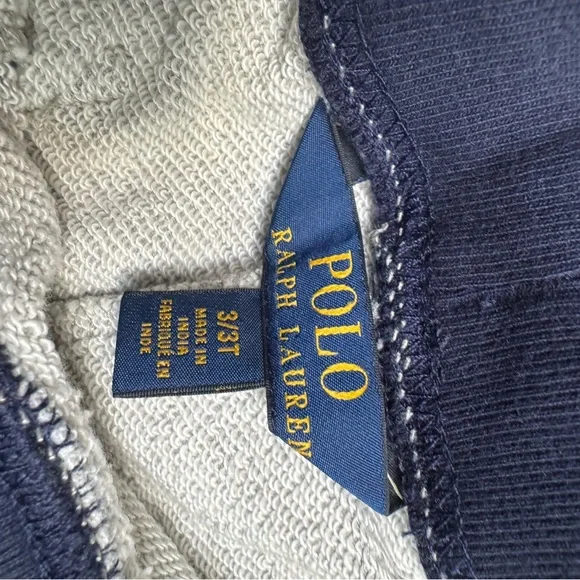 POLO
RALPH LAUREN
3/3T
MADE IN
INDIA
FABRIQUE EN
INDE